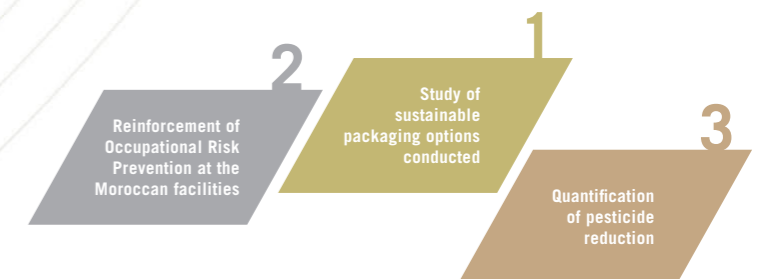 2
Reinforcement of
Occupational Risk
Prevention at the
Moroccan facilities
1
Study of
sustainable
packaging options
conducted
3
Quantification
of pesticide
reduction